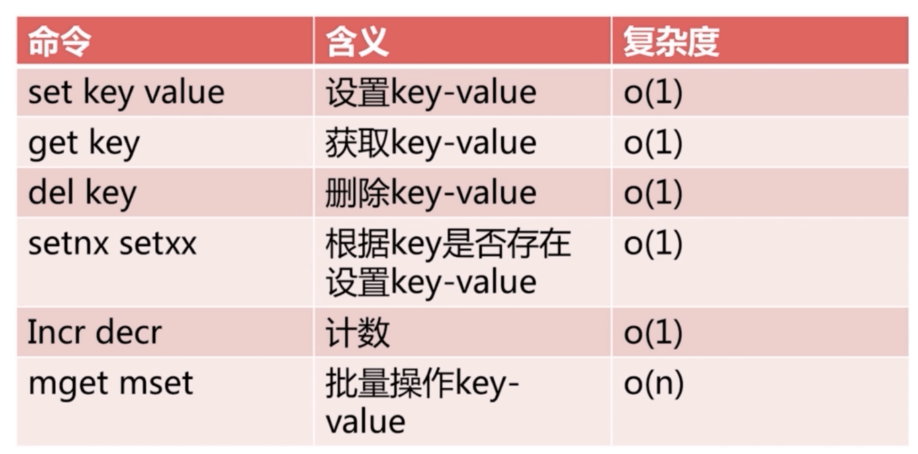 命令 含义 复杂度
set key value 设置key-value o(1)
get key 获取key-value o(1)
del key 删除key-value o(1)
setnx setxx 根据key是否存在 o(1)
设置key-value
Incr decr 计数 o(1)
mget mset 批量操作key- o(n)
value